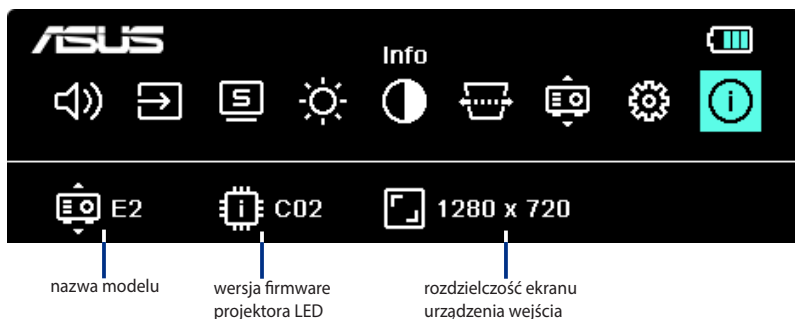 ASUS
Info
E2
C02
1280 x 720
nazwa modelu
wersja firmware
projektora LED
rozdzielczość ekranu
urządzenia wejścia